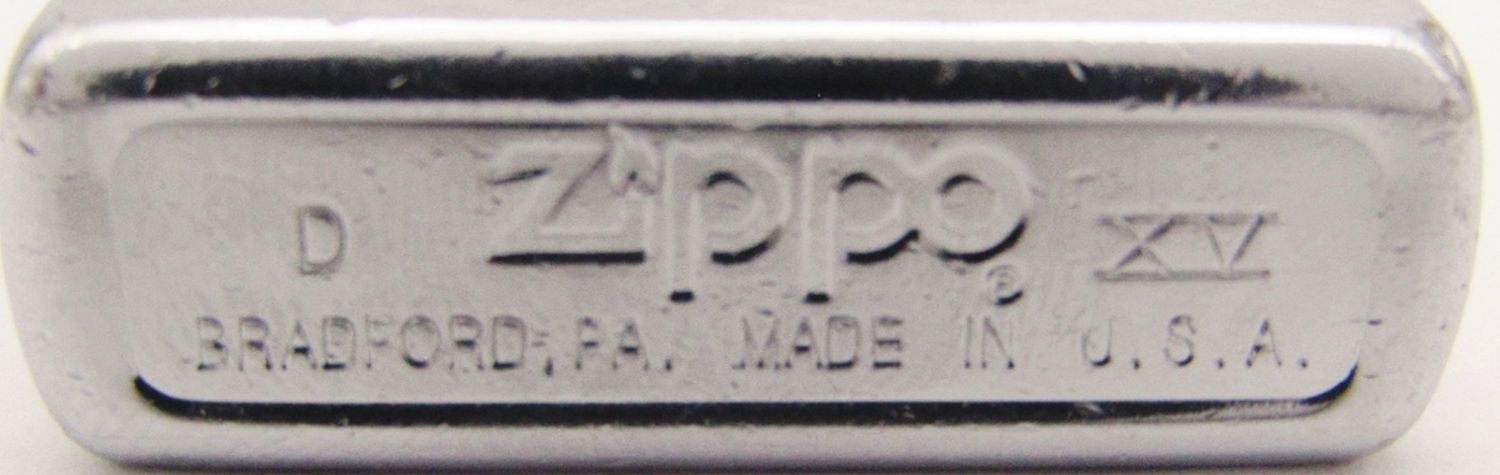 D Zippo® XV
BRADFORD, PA. MADE IN U.S.A.